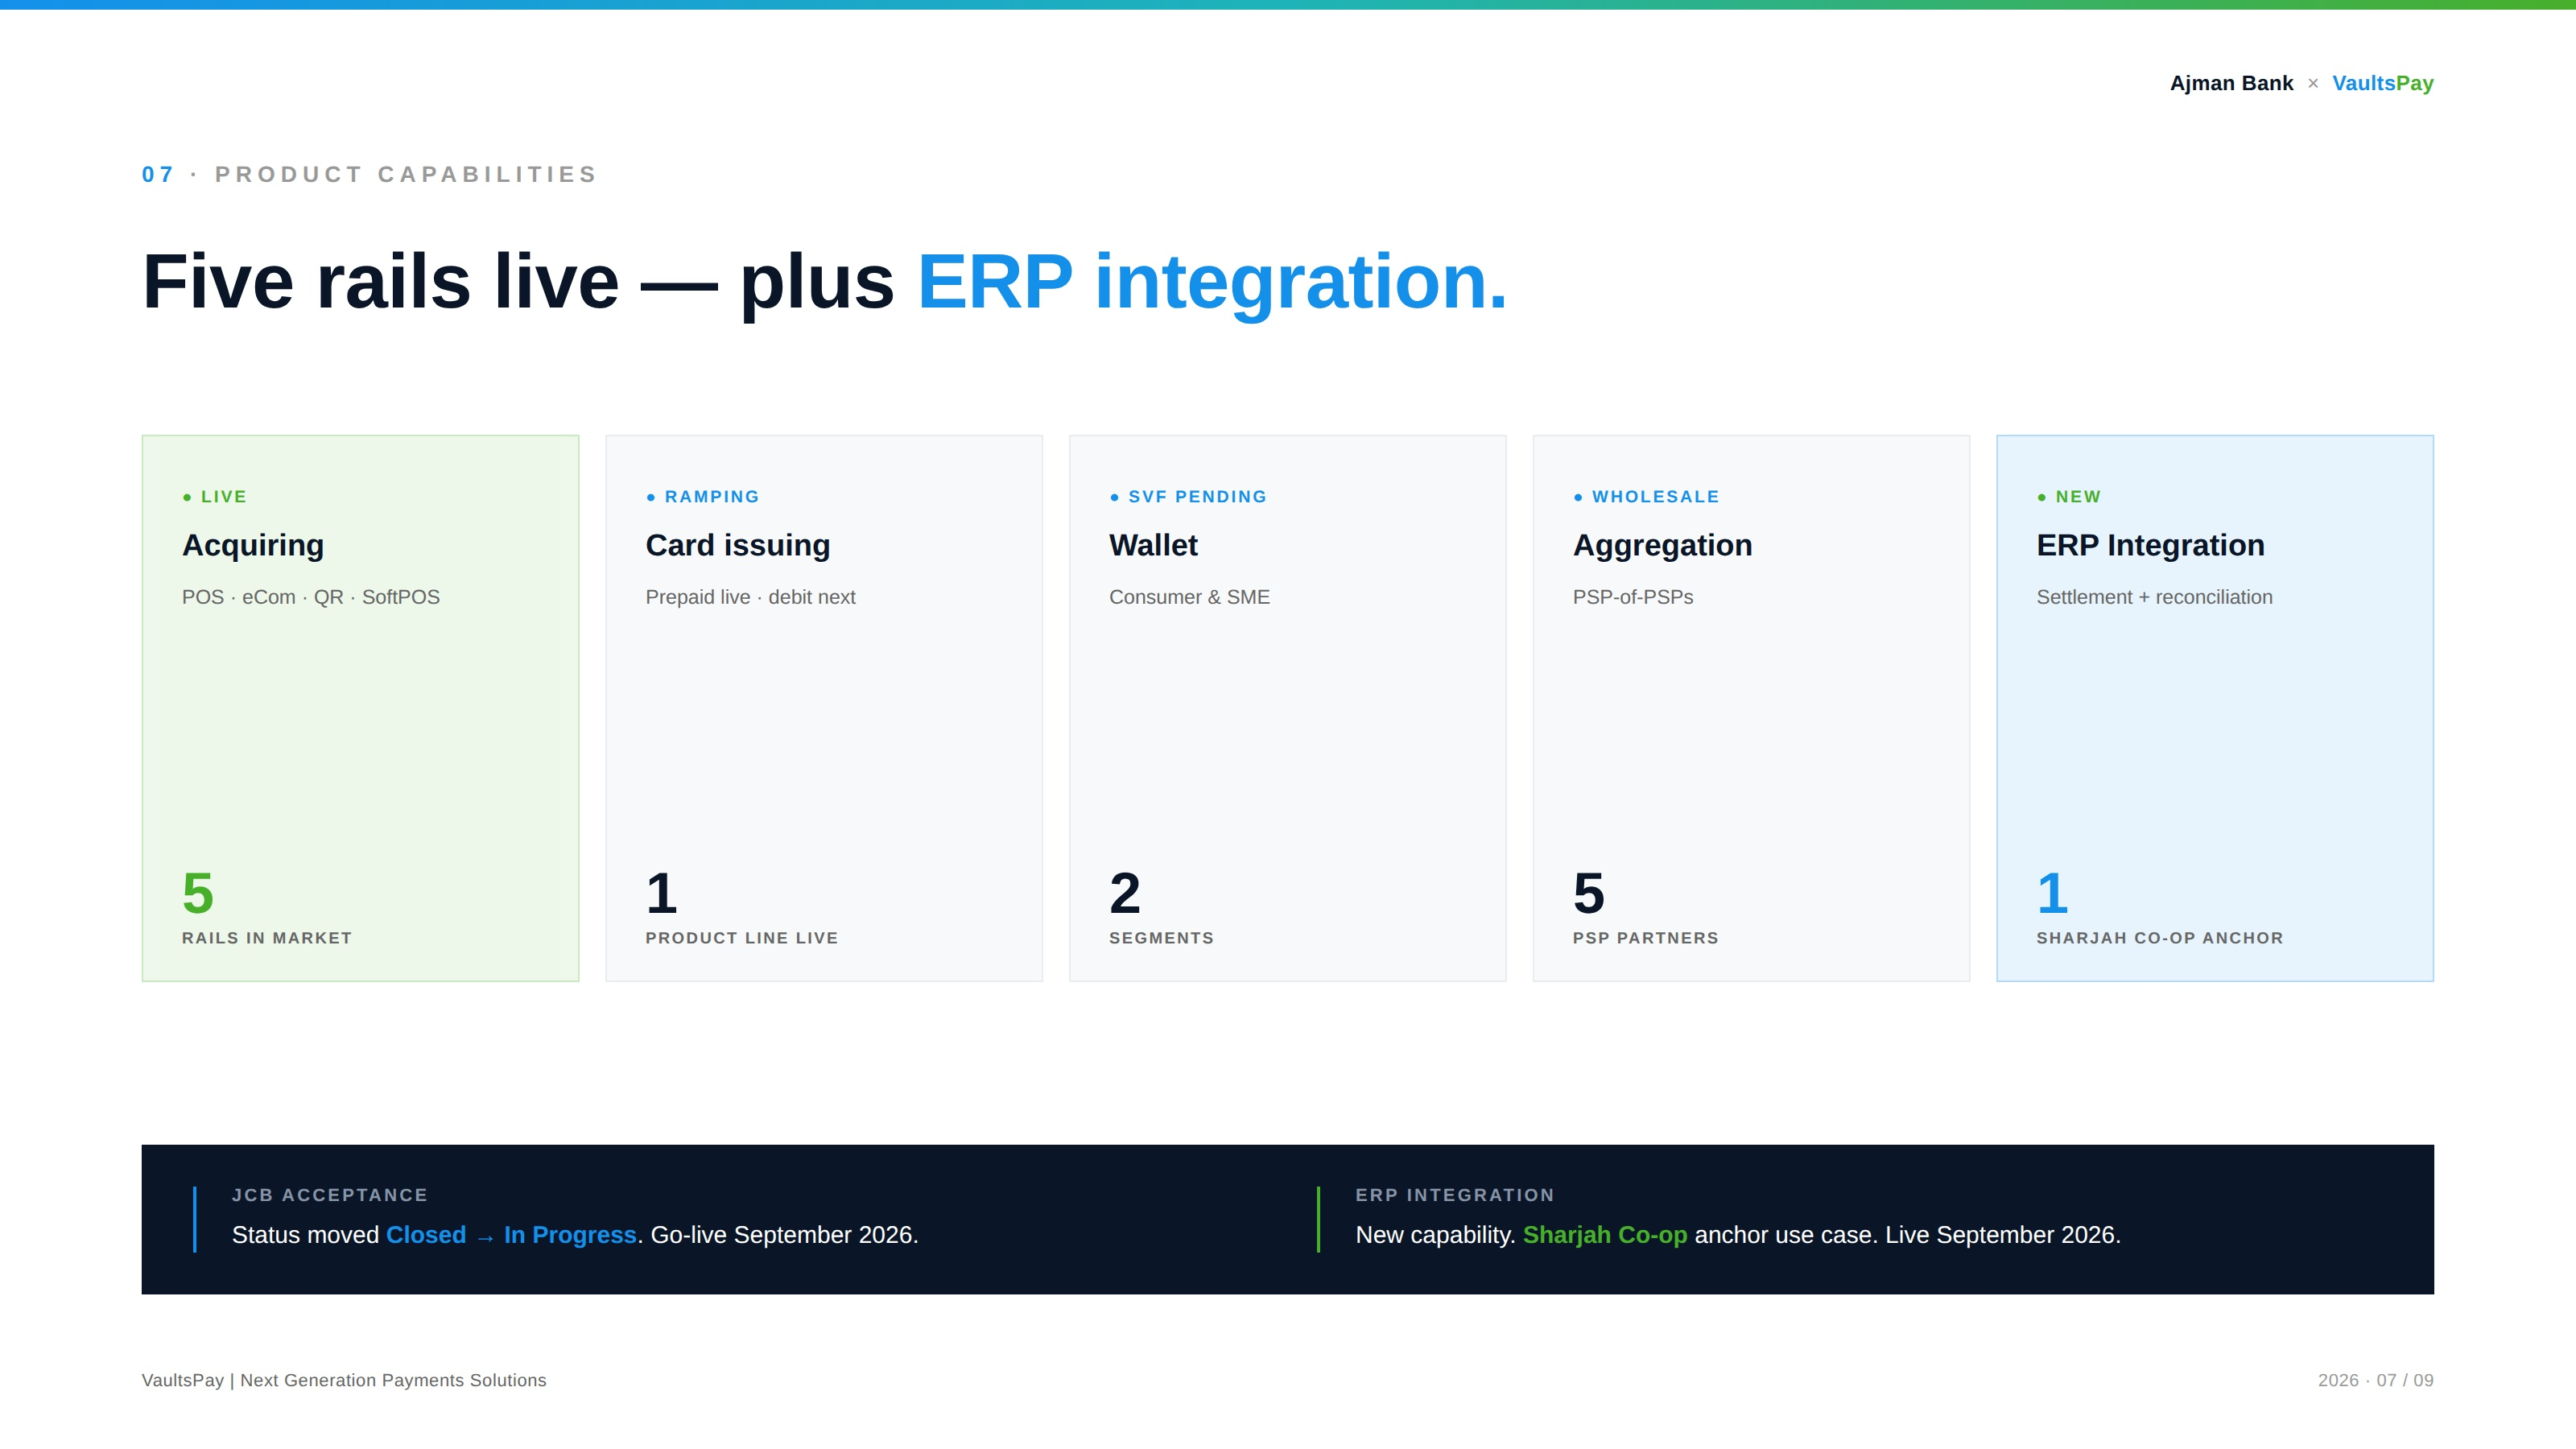 Ajman Bank × VaultsPay
07 · PRODUCT CAPABILITIES
Five rails live — plus ERP integration.
● LIVE
Acquiring
POS · eCom · QR · SoftPOS
5
RAILS IN MARKET
● RAMPING
Card issuing
Prepaid live · debit next
1
PRODUCT LINE LIVE
● SVF PENDING
Wallet
Consumer & SME
2
SEGMENTS
● WHOLESALE
Aggregation
PSP-of-PSPs
5
PSP PARTNERS
● NEW
ERP Integration
Settlement + reconciliation
1
SHARJAH CO-OP ANCHOR
JCB ACCEPTANCE
Status moved Closed → In Progress. Go-live September 2026.
ERP INTEGRATION
New capability. Sharjah Co-op anchor use case. Live September 2026.
VaultsPay | Next Generation Payments Solutions
2026 · 07 / 09